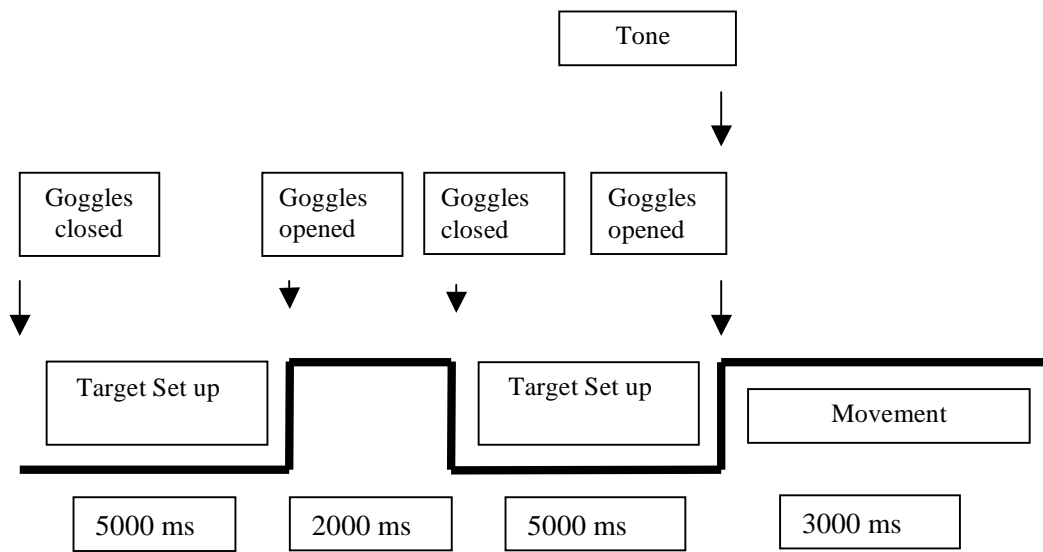 Tone
Goggles
closed
Goggles
opened
Goggles
closed
Goggles
opened
Target Set up
Target Set up
Movement
5000 ms
2000 ms
5000 ms
3000 ms